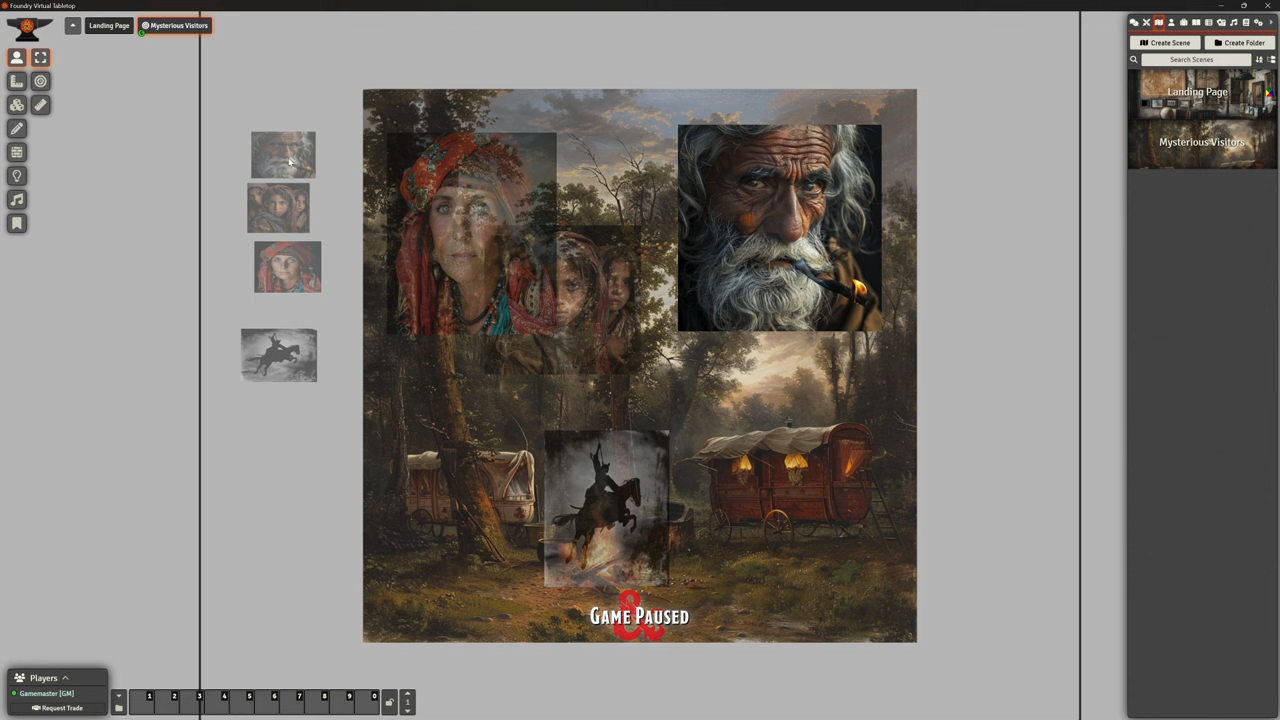 Foundry Virtual Tabletop
Landing Page
Mysterious Visitors
Create Scene
Create Folder
Search Scenes
Landing Page
Mysterious Visitors
&
Game Paused
Players
Gamemaster [GM]
Request Trade
1 2 3 4 5 6 7 8 9 0
1